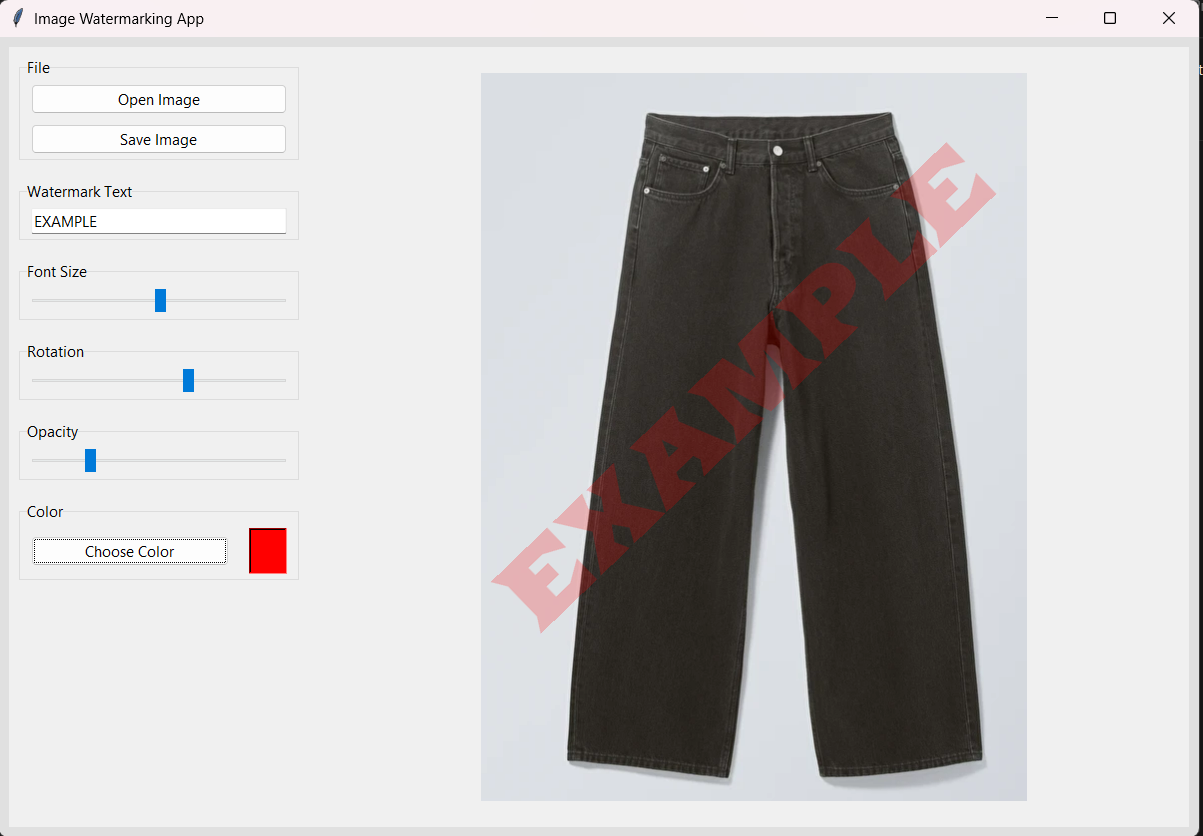 Image Watermarking App
File
Open Image
Save Image
Watermark Text
EXAMPLE
Font Size
Rotation
Opacity
Color
Choose Color
EXAMPLE